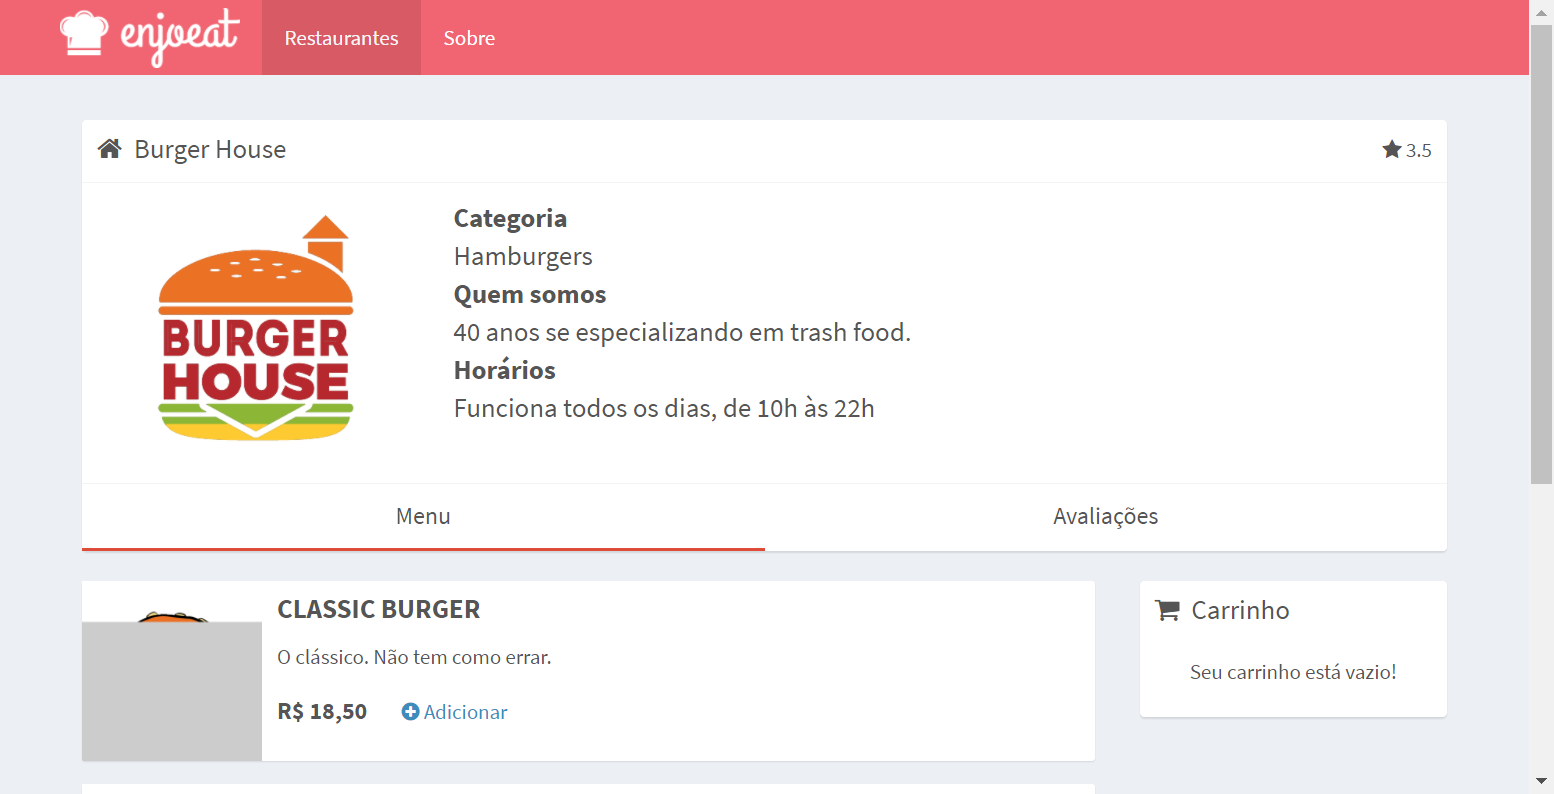 enjoeat
Restaurantes
Sobre
Burger House
3.5
BURGER
HOUSE
Categoria
Hamburgers
Quem somos
40 anos se especializando em trash food.
Horários
Funciona todos os dias, de 10h às 22h
Menu
Avaliações
CLASSIC BURGER
O clássico. Não tem como errar.
R$ 18,50
Adicionar
Carrinho
Seu carrinho está vazio!